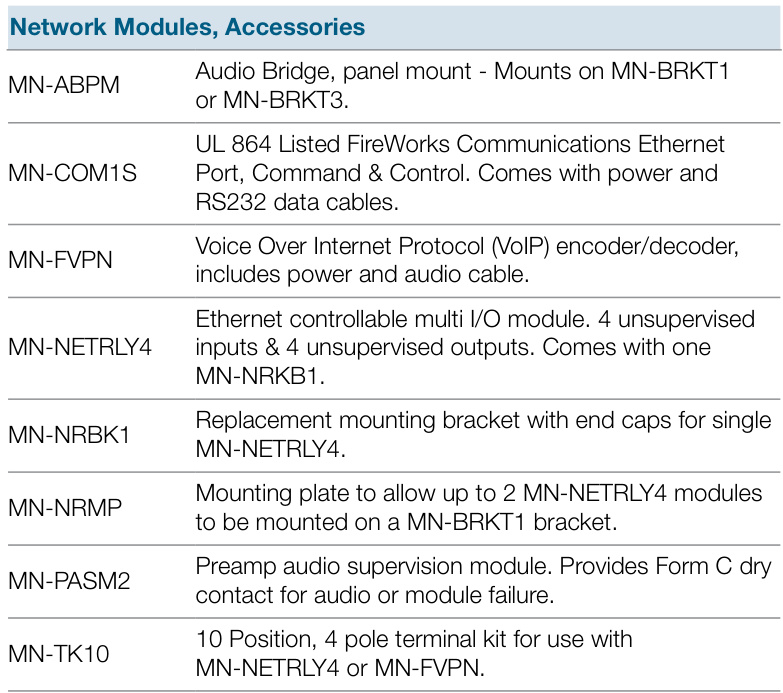 Network Modules, Accessories
MN-ABPM
Audio Bridge, panel mount - Mounts on MN-BRKT1
or MN-BRKT3.
MN-COM1S
UL 864 Listed FireWorks Communications Ethernet
Port, Command & Control. Comes with power and
RS232 data cables.
MN-FVPN
Voice Over Internet Protocol (VoIP) encoder/decoder,
includes power and audio cable.
MN-NETRLY4
Ethernet controllable multi I/O module. 4 unsupervised
inputs & 4 unsupervised outputs. Comes with one
MN-NRKB1.
MN-NRBK1
Replacement mounting bracket with end caps for single
MN-NETRLY4.
MN-NRMP
Mounting plate to allow up to 2 MN-NETRLY4 modules
to be mounted on a MN-BRKT1 bracket.
MN-PASM2
Preamp audio supervision module. Provides Form C dry
contact for audio or module failure.
MN-TK10
10 Position, 4 pole terminal kit for use with
MN-NETRLY4 or MN-FVPN.